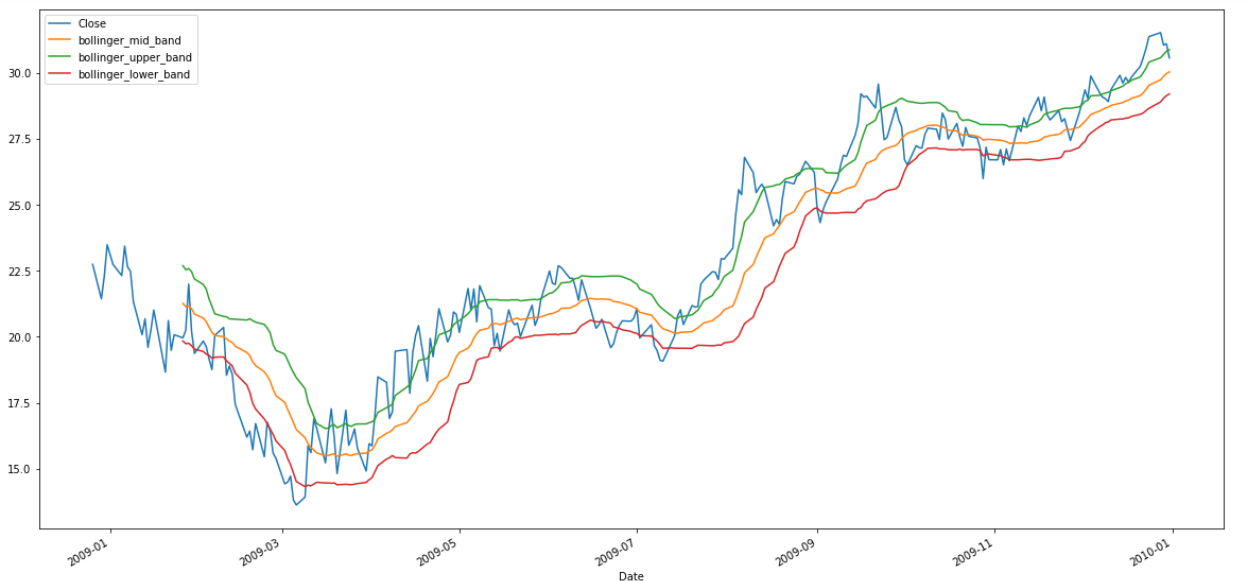 Close
bollinger_mid_band
bollinger_upper_band
bollinger_lower_band
30.0
27.5
25.0
22.5
20.0
17.5
15.0
2009-01
2009-03
2009-05
2009-07
2009-09
2009-11
2010-01
Date